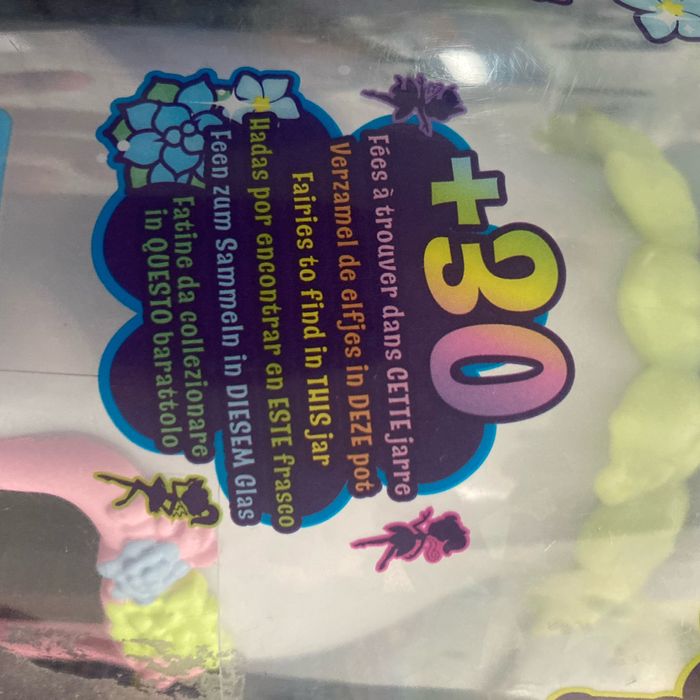 +30
Fées à trouver dans CETTE jarre
Verzamel de elfjes in DEZE pot
Fairies to find in THIS jar
Hadas por encontrar en ESTE frasco
Feen zum Sammeln in DIESEM Glas
Fatine da collezionare
in QUESTO barattolo